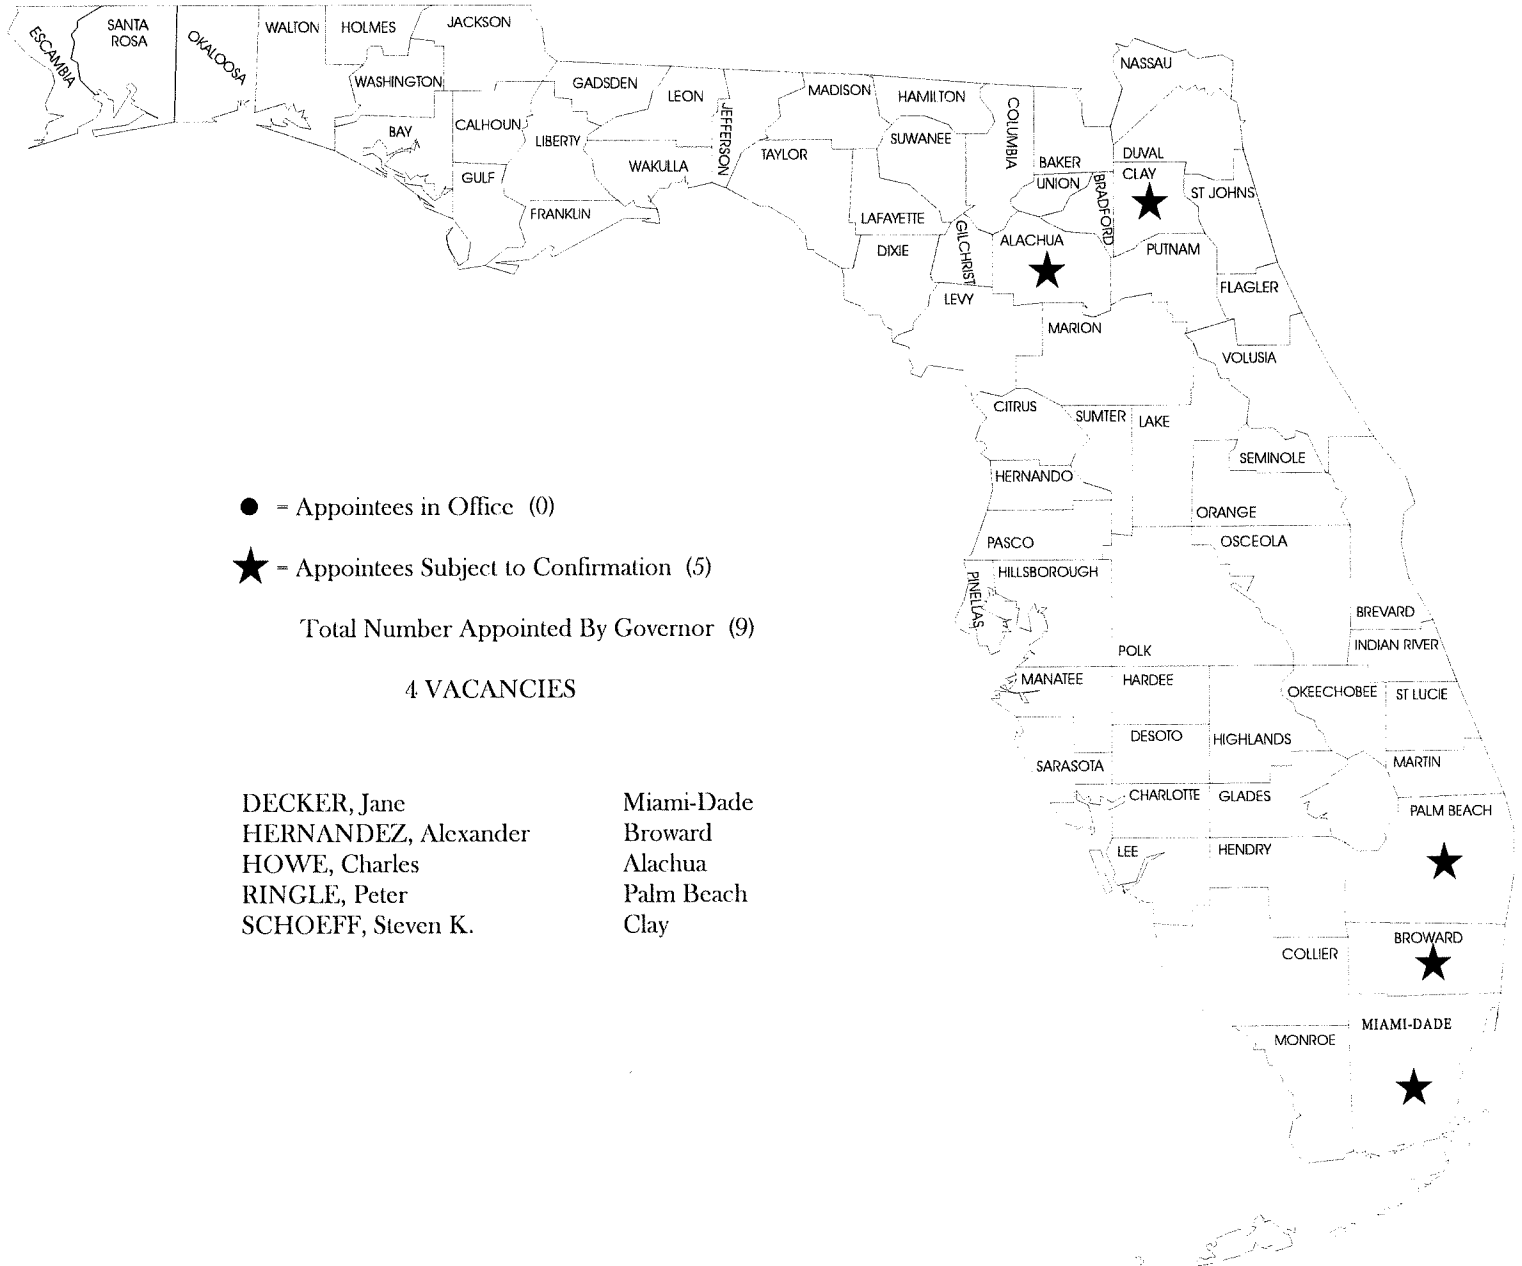 ESCAMBIA
SANTA
ROSA
OKALOOSA
WALTON
HOLMES
JACKSON
WASHINGTON
BAY
CALHOUN
GULF
LIBERTY
GADSDEN
LEON
WAKULLA
FRANKLIN
JEFFERSON
MADISON
TAYLOR
HAMILTON
SUWANEE
LAFAYETTE
DIXIE
COLUMBIA
GILCHRIST
LEVY
BAKER
UNION
BRADFORD
ALACHUA
NASSAU
DUVAL
CLAY
ST JOHNS
PUTNAM
FLAGLER
MARION
VOLUSIA
CITRUS
SUMTER
LAKE
SEMINOLE
HERNANDO
ORANGE
PASCO
OSCEOLA
HILLSBOROUGH
PINELLAS
BREVARD
INDIAN RIVER
POLK
MANATEE
HARDEE
OKEECHOBEE
ST LUCIE
DESOTO
HIGHLANDS
SARASOTA
MARTIN
CHARLOTTE
GLADES
PALM BEACH
LEE
HENDRY
COLLIER
BROWARD
MONROE
MIAMI-DADE
= Appointees in Office (0)
= Appointees Subject to Confirmation (5)
Total Number Appointed By Governor (9)
4 VACANCIES
DECKER, Jane Miami-Dade
HERNANDEZ, Alexander Broward
HOWE, Charles Alachua
RINGLE, Peter Palm Beach
SCHOEFF, Steven K. Clay